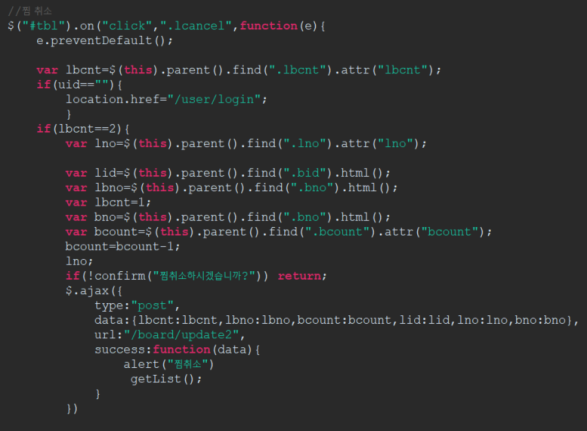 //찜 취소
$("#tbl").on("click",".lcancel",function(e){
    e.preventDefault();

    var lbcnt=$(this).parent().find(".lbcnt").attr("lbcnt");
    if(uid==""){
        location.href="/user/login";
        }
    if(lbcnt==2){
        var lno=$(this).parent().find(".lno").attr("lno");

        var lid=$(this).parent().find(".bid").html();
        var lbno=$(this).parent().find(".bno").html();
        var lbcnt=1;
        var bno=$(this).parent().find(".bno").html();
        var bcount=$(this).parent().find(".bcount").attr("bcount");
        bcount=bcount-1;
        lno;
        if(!confirm("찜취소하시겠습니까?")) return;
        $.ajax({
            type:"post",
            data:{lbcnt:lbcnt,lbno:lbno,bcount:bcount,lid:lid,lno:lno,bno:bno},
            url:"/board/update2",
            success:function(data){
                alert("찜취소")
                 getList();
            }
        })